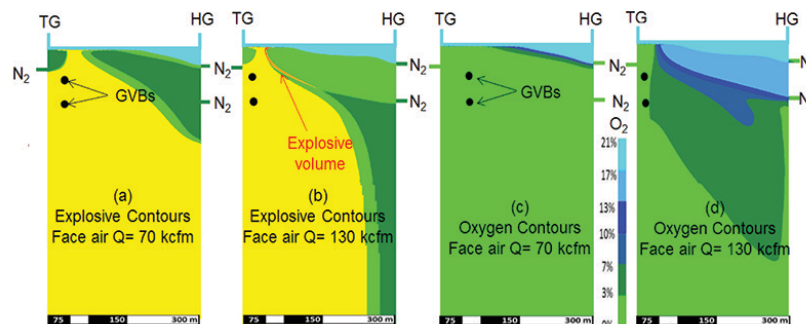 TG HG TG HG TG HG TG HG
N2 N2 N2 N2
GVBs N2 GVBs N2
Explosive volume
O2
21%
17%
13%
10%
7%
3%
0%
(a)
Explosive Contours
Face air Q= 70 kcfm
(b)
Explosive Contours
Face air Q= 130 kcfm
(c)
Oxygen Contours
Face air Q= 70 kcfm
(d)
Oxygen Contours
Face air Q= 130 kcfm
75 150 300 m
75 150 300 m
75 150 300 m
75 150 300 m